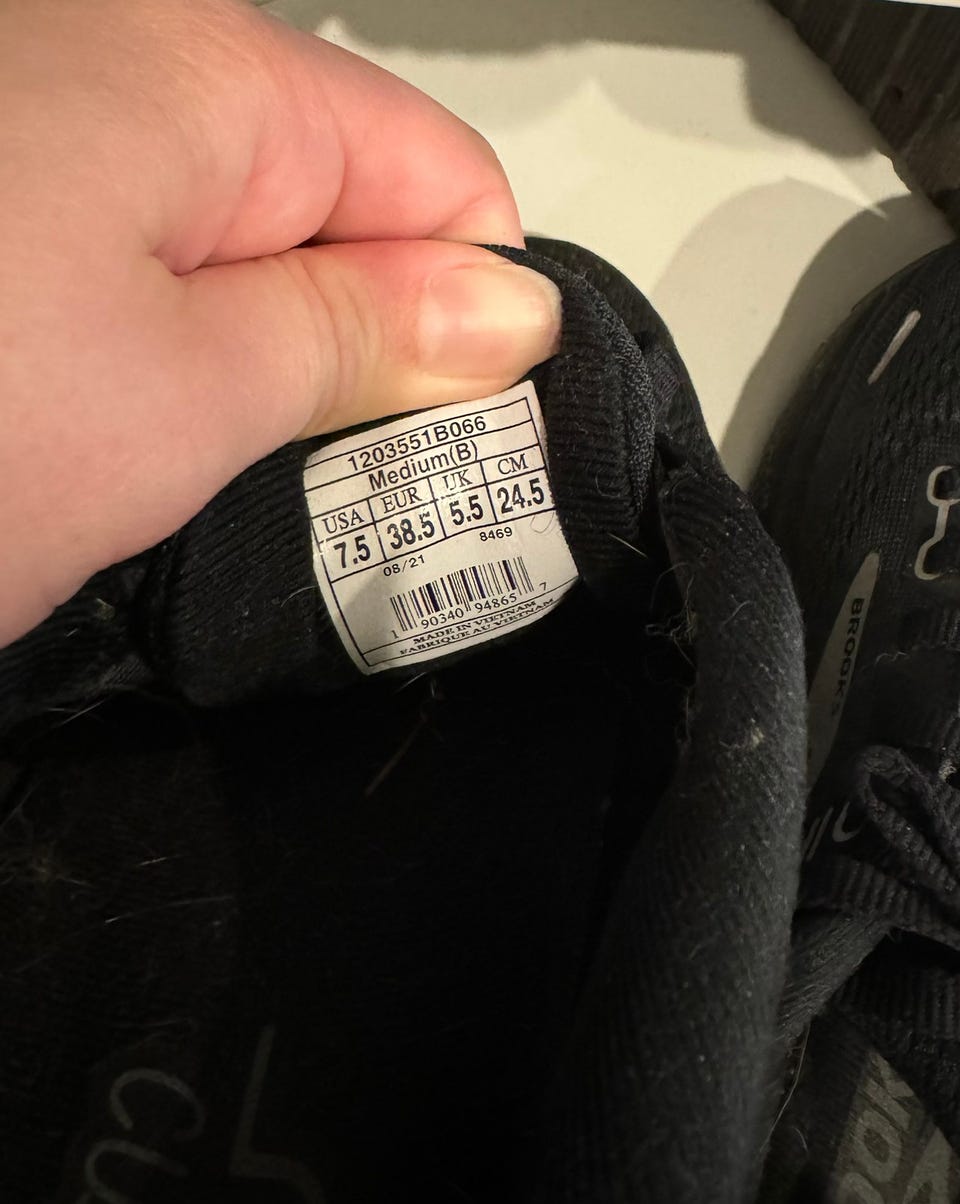 1203551B066
Medium(B)
USA EUR UK CM
7.5 38.5 5.5 24.5
08/21 8469
1 90340 94865 7
MADE IN VIETNAM
FABRIQUE AU VIETNAM
BROOKS